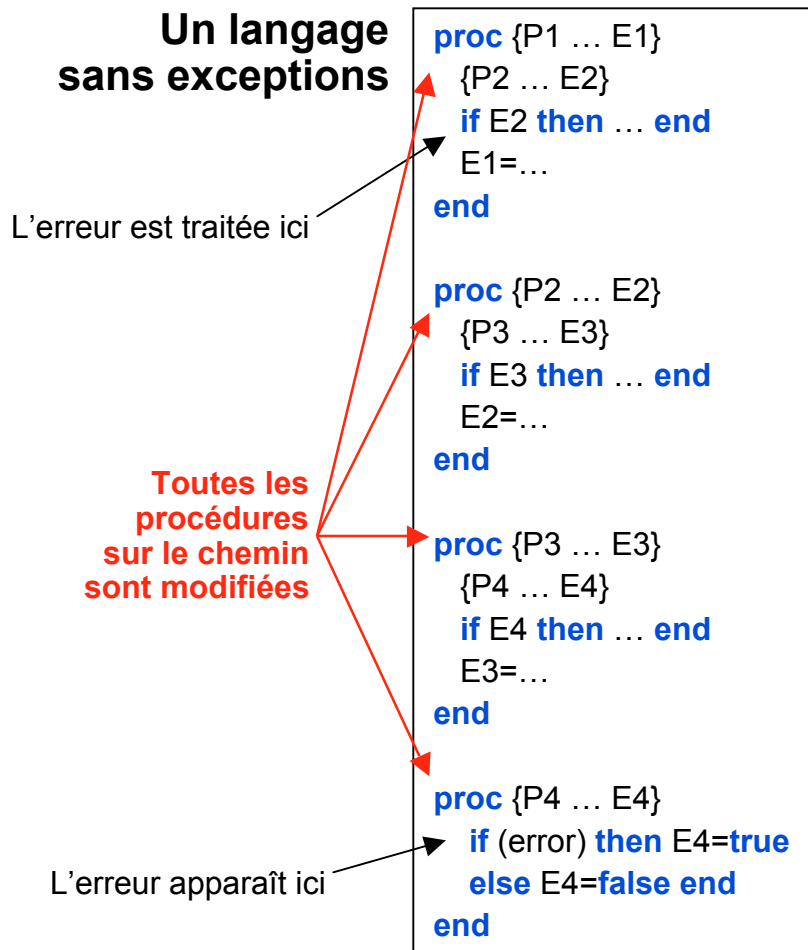 Un langage
sans exceptions
proc {P1 … E1}
{P2 … E2}
if E2 then … end
E1=…
end
L'erreur est traitée ici
proc {P2 … E2}
{P3 … E3}
if E3 then … end
E2=…
end
Toutes les
procédures
sur le chemin
sont modifiées
proc {P3 … E3}
{P4 … E4}
if E4 then … end
E3=…
end
proc {P4 … E4}
if (error) then E4=true
else E4=false end
end
L'erreur apparaît ici